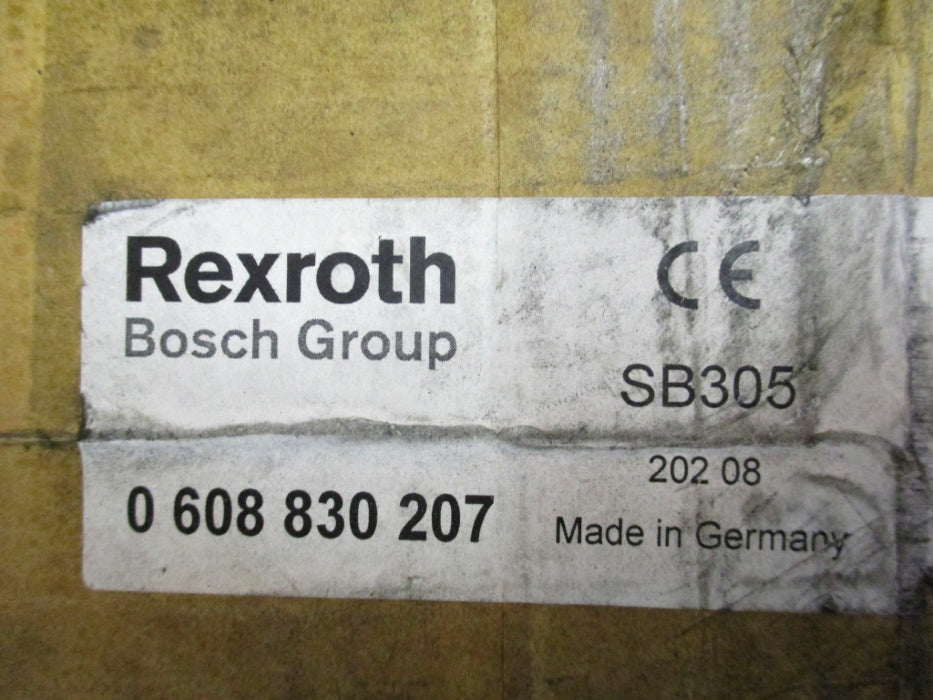 Rexroth
Bosch Group
CE
SB305
0 608 830 207
202 08
Made in Germany